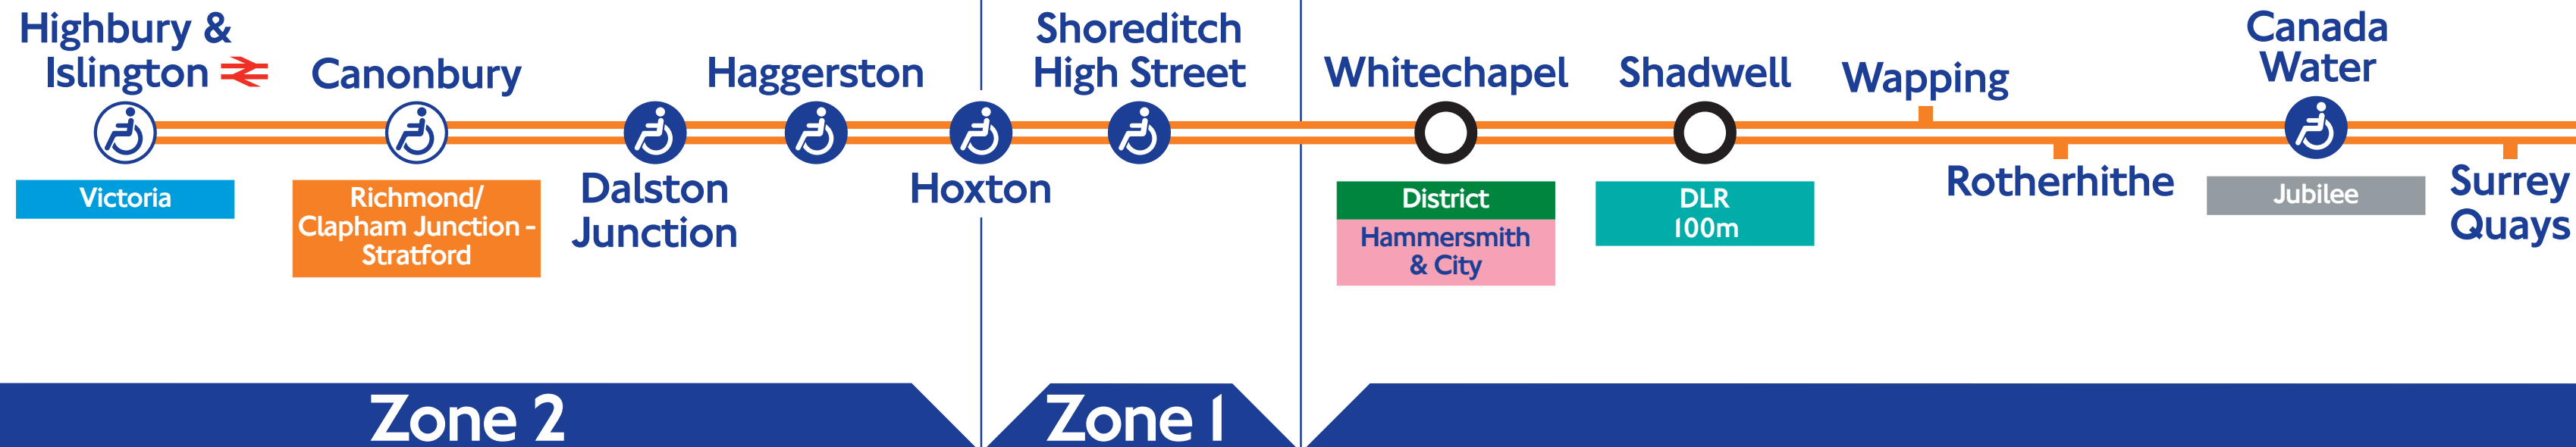 Highbury &
Islington
Canonbury
Dalston
Junction
Haggerston
Hoxton
Shoreditch
High Street
Whitechapel
Shadwell
Wapping
Rotherhithe
Canada
Water
Surrey
Quays
Victoria
Richmond/
Clapham Junction -
Stratford
District
Hammersmith
& City
DLR
100m
Jubilee
Zone 2
Zone 1